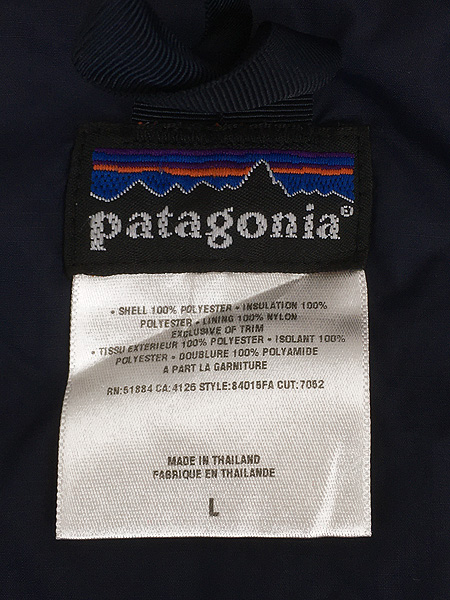 patagonia®
• SHELL 100% POLYESTER • INSULATION 100%
POLYESTER • LINING 100% NYLON
EXCLUSIVE OF TRIM
• TISSU EXTERIEUR 100% POLYESTER • ISOLANT 100%
POLYESTER • DOUBLURE 100% POLYAMIDE
A PART LA GARNITURE
RN:51884 CA:4126 STYLE:84015FA CUT:7052
MADE IN THAILAND
FABRIQUE EN THAILANDE
L